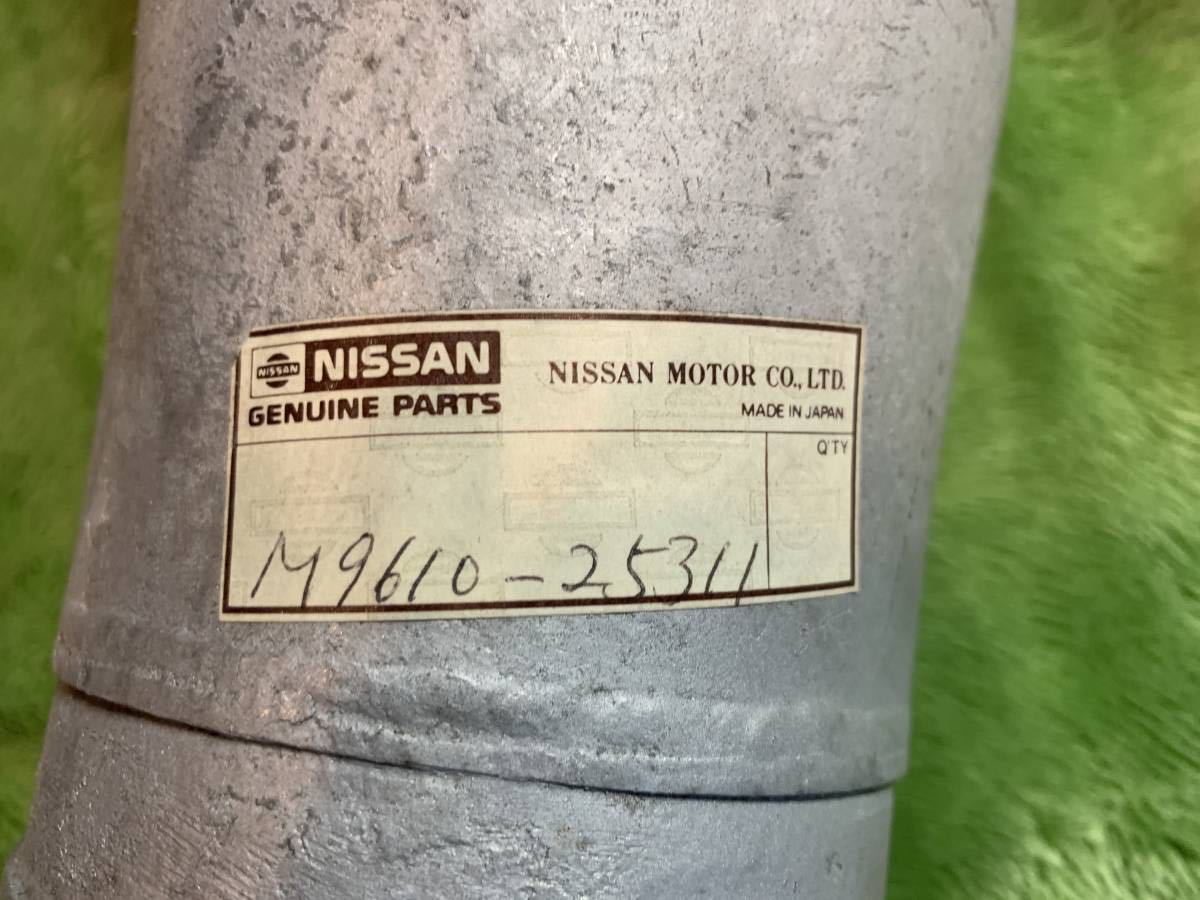 NISSAN NISSAN
GENUINE PARTS
NISSAN MOTOR CO., LTD.
MADE IN JAPAN
Q'TY
M9610-25311